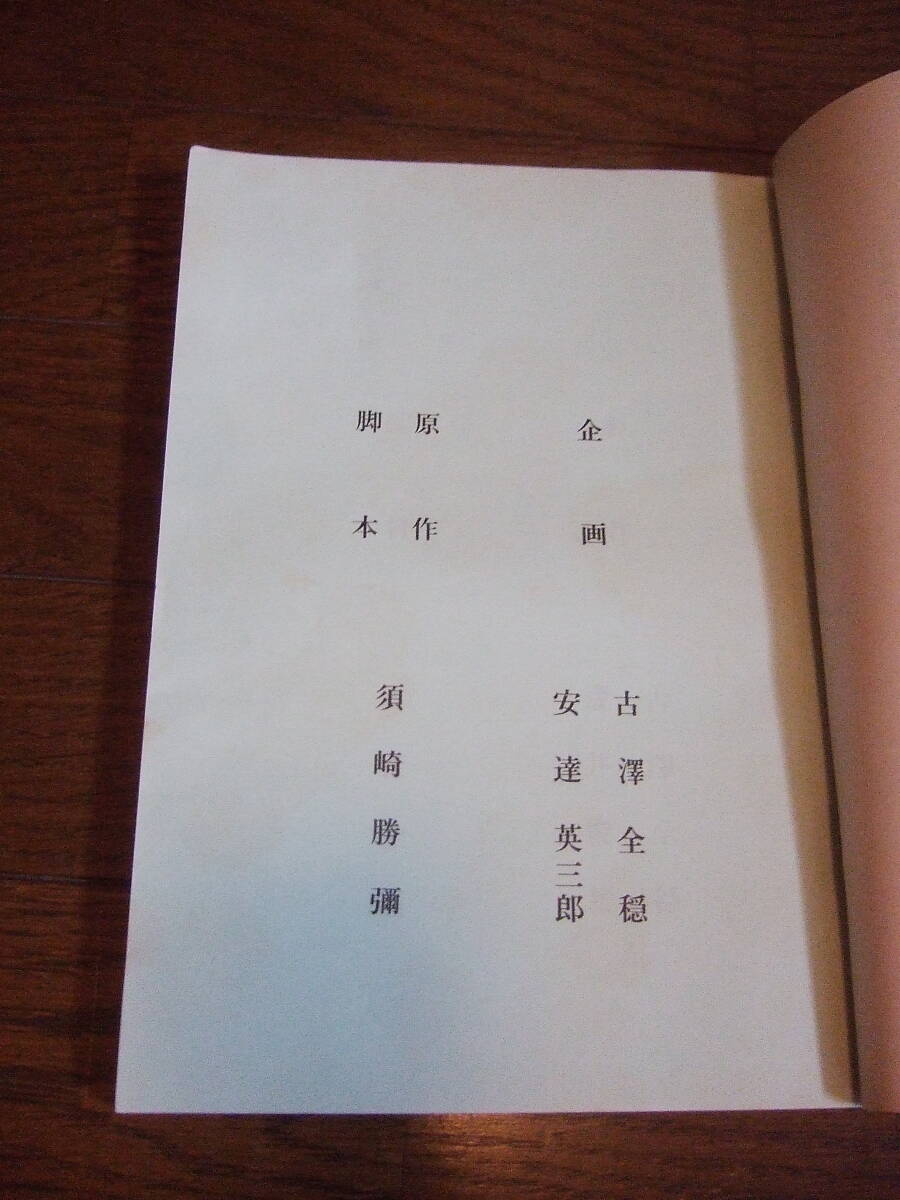 企画
古澤全穏
安達英三郎
原作
脚本
須崎勝彌